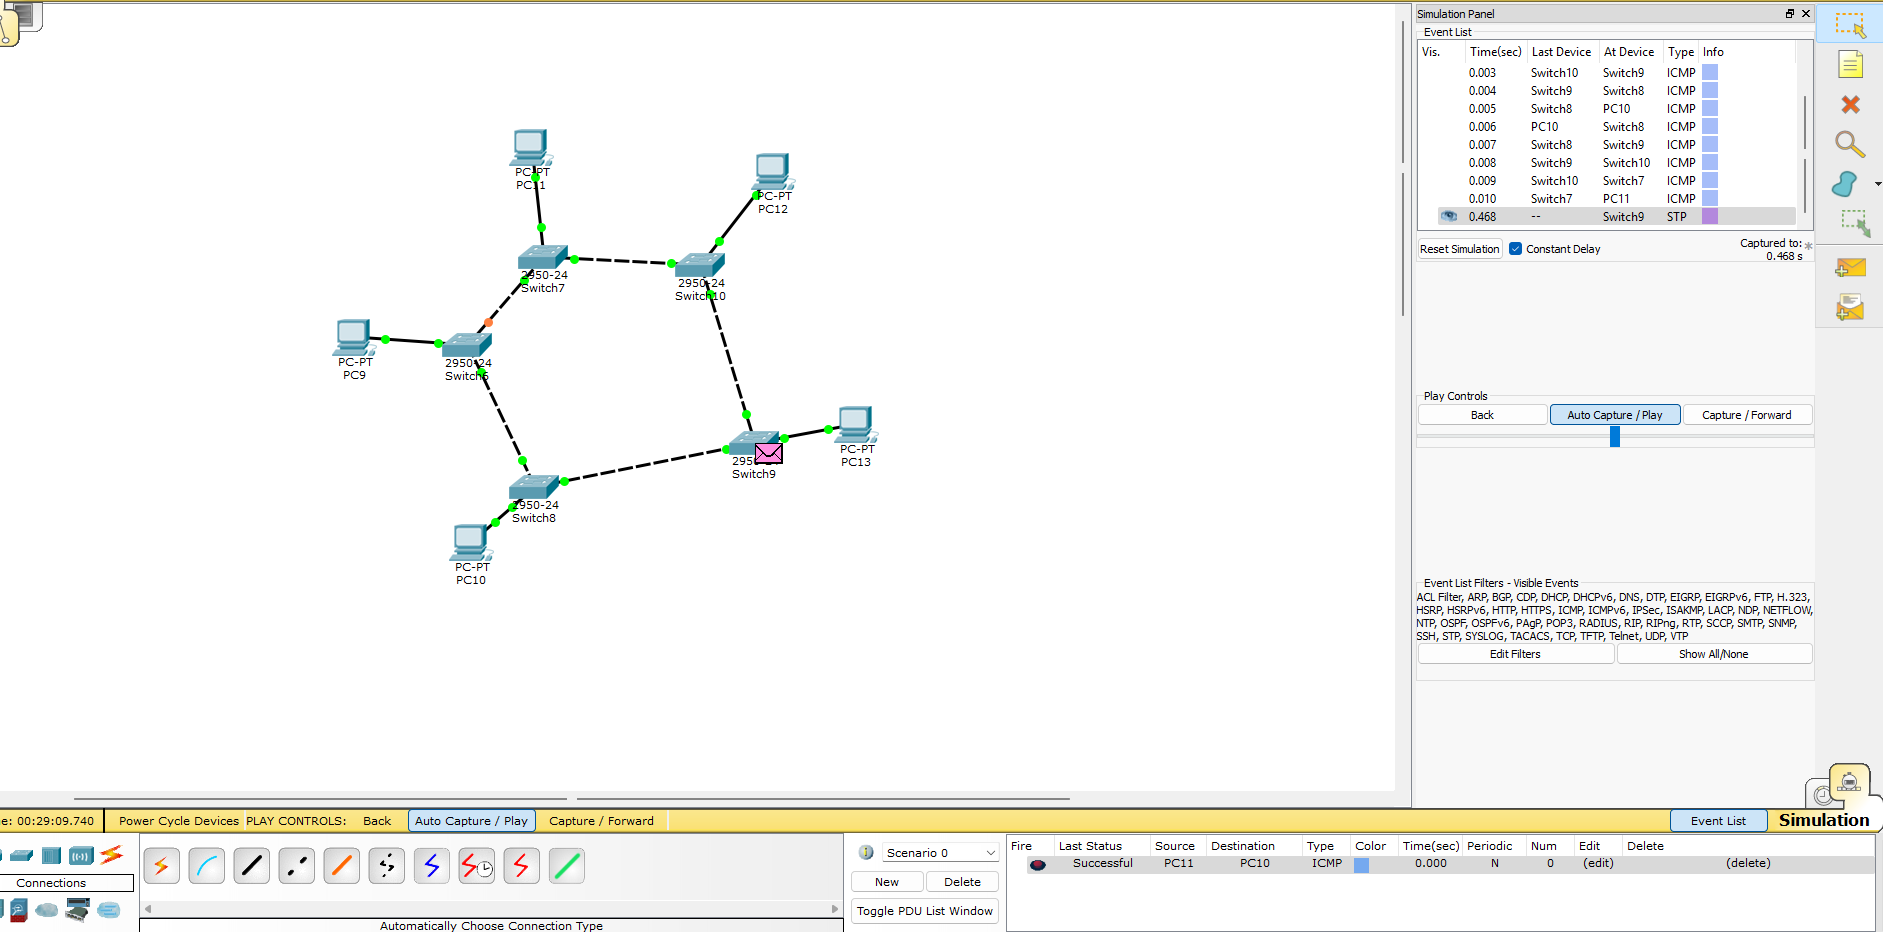 Simulation Panel
Event List
Vis. Time(sec) Last Device At Device Type Info
0.003 Switch10 Switch9 ICMP
0.004 Switch9 Switch8 ICMP
0.005 Switch8 PC10 ICMP
0.006 PC10 Switch8 ICMP
0.007 Switch8 Switch9 ICMP
0.008 Switch9 Switch10 ICMP
0.009 Switch10 Switch7 ICMP
0.010 Switch7 PC11 ICMP
0.468 -- Switch9 STP
Reset Simulation Constant Delay Captured to: *
0.468 s
PC-PT
PC11
PC-PT
PC12
2950-24
Switch7
2950-24
Switch10
PC-PT
PC9
2950-24
Switch6
PC-PT
PC13
Switch9
2950-24
Switch8
PC-PT
PC10
Play Controls
Back Auto Capture / Play Capture / Forward
Event List Filters - Visible Events
ACL Filter, ARP, BGP, CDP, DHCP, DHCPv6, DNS, DTP, EIGRP, EIGRPv6, FTP, H.323,
HSRP, HSRPv6, HTTP, HTTPS, ICMP, ICMPv6, IPSec, ISAKMP, LACP, NDP, NETFLOW,
NTP, OSPF, OSPFv6, PAgP, POP3, RADIUS, RIP, RIPng, RTP, SCCP, SMTP, SNMP,
SSH, STP, SYSLOG, TACACS, TCP, TFTP, Telnet, UDP, VTP
Edit Filters Show All/None
e: 00:29:09.740 Power Cycle Devices PLAY CONTROLS: Back Auto Capture / Play Capture / Forward Event List Simulation
Connections
Automatically Choose Connection Type
Scenario 0
New Delete
Toggle PDU List Window
Fire Last Status Source Destination Type Color Time(sec) Periodic Num Edit Delete
Successful PC11 PC10 ICMP 0.000 N 0 (edit) (delete)